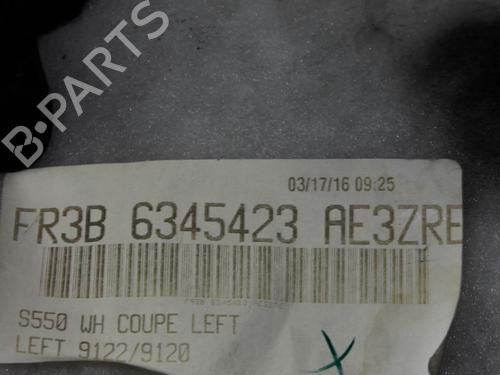 B-PARTS
03/17/16 09:25
FR3B 6345423 AE3ZRE
S550 WH COUPE LEFT
LEFT 9122/9120
X